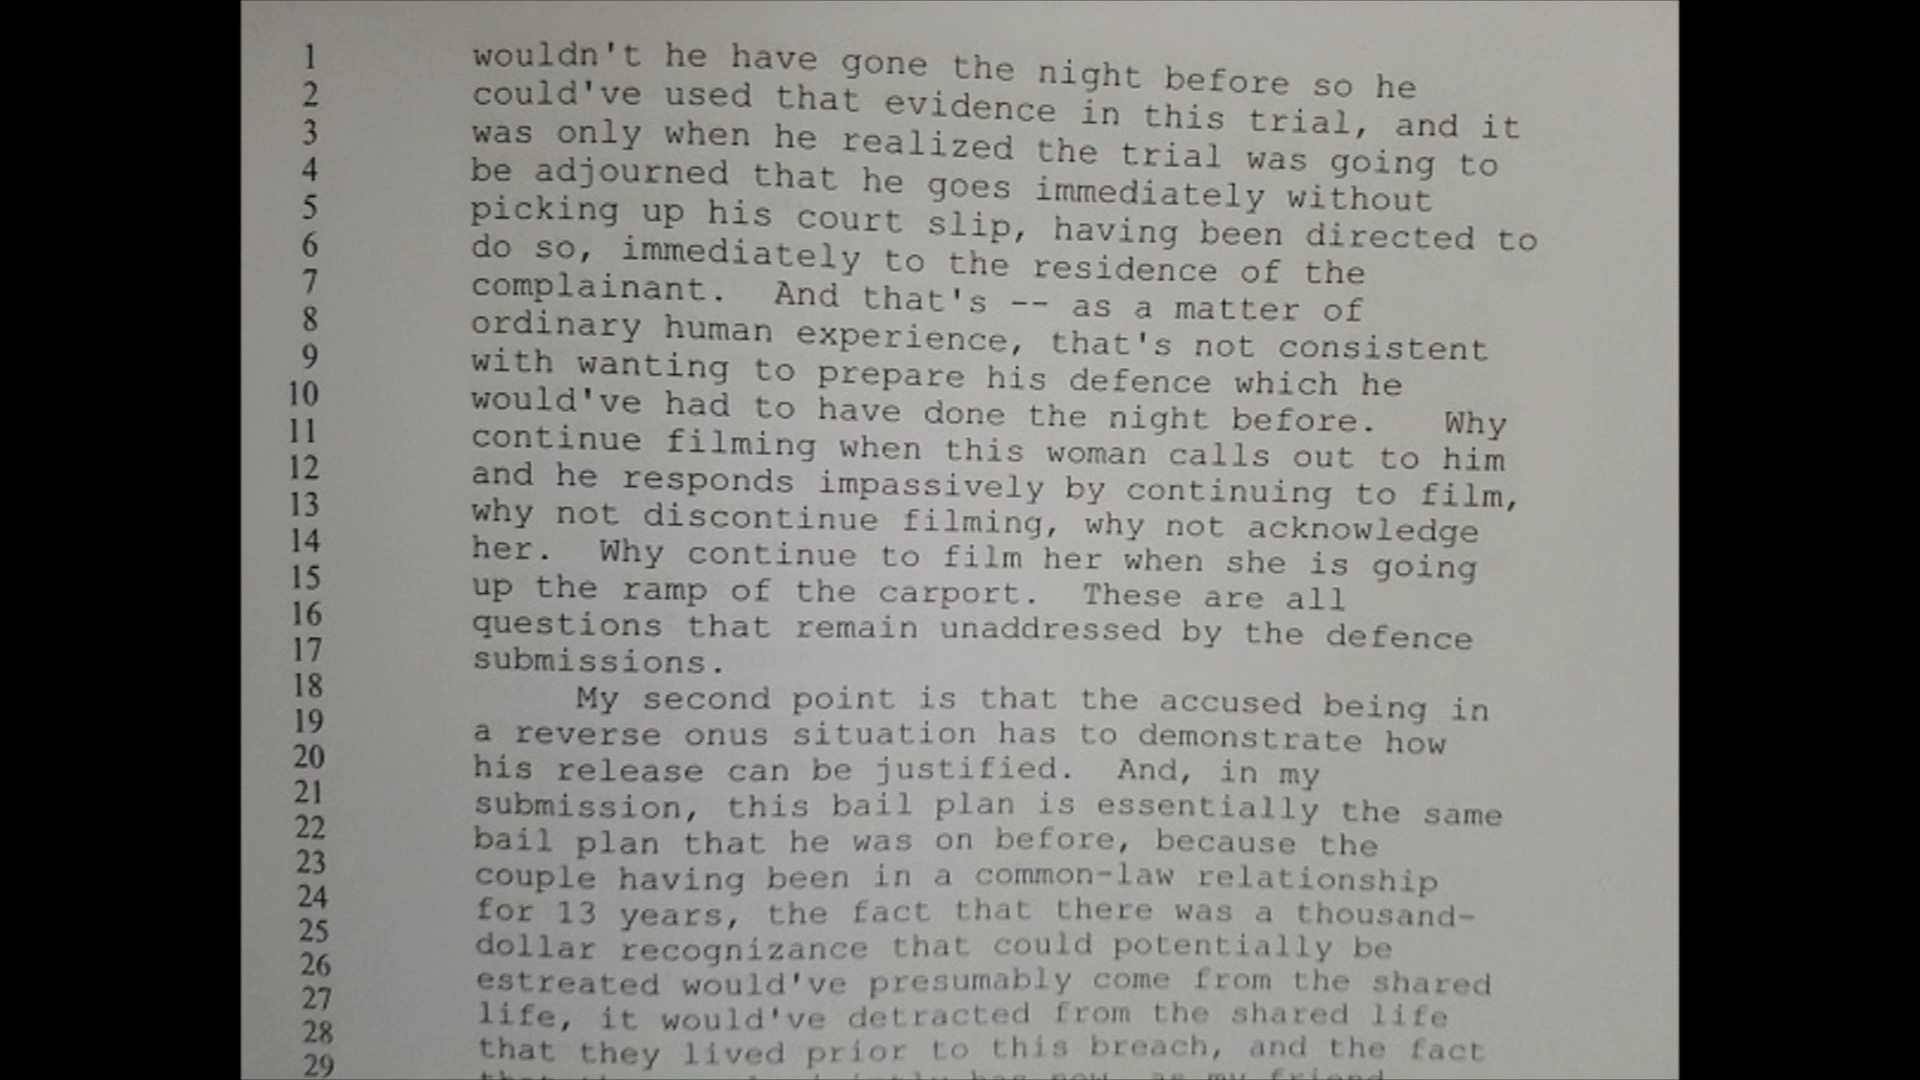 1 wouldn't he have gone the night before so he
2 could've used that evidence in this trial, and it
3 was only when he realized the trial was going to
4 be adjourned that he goes immediately without
5 picking up his court slip, having been directed to
6 do so, immediately to the residence of the
7 complainant. And that's -- as a matter of
8 ordinary human experience, that's not consistent
9 with wanting to prepare his defence which he
10 would've had to have done the night before. Why
11 continue filming when this woman calls out to him
12 and he responds impassively by continuing to film,
13 why not discontinue filming, why not acknowledge
14 her. Why continue to film her when she is going
15 up the ramp of the carport. These are all
16 questions that remain unaddressed by the defence
17 submissions.
18 My second point is that the accused being in
19 a reverse onus situation has to demonstrate how
20 his release can be justified. And, in my
21 submission, this bail plan is essentially the same
22 bail plan that he was on before, because the
23 couple having been in a common-law relationship
24 for 13 years, the fact that there was a thousand-
25 dollar recognizance that could potentially be
26 estreated would've presumably come from the shared
27 life, it would've detracted from the shared life
28 that they lived prior to this breach, and the fact
29 has now, as my friend